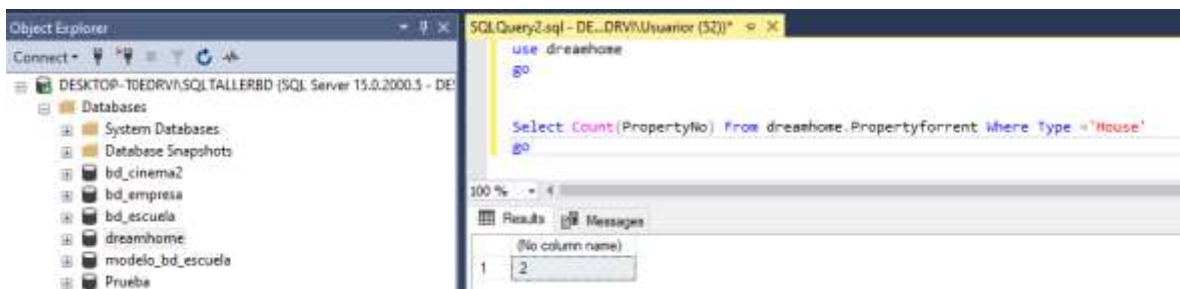 Object Explorer
Connect
DESKTOP-T0EDRVI\SQLTALLERBD (SQL Server 15.0.2000.5 - DE
Databases
System Databases
Database Snapshots
bd_cinema2
bd_empresa
bd_escuela
dreamhome
modelo_bd_escuela
Prueba
SQLQuery2.sql - DE...DRVI\Usuarior (52))*
use dreamhome
go
Select Count(PropertyNo) From dreamhome.Propertyforrent Where Type ='House'
go
100 %
Results Messages
(No column name)
1 2